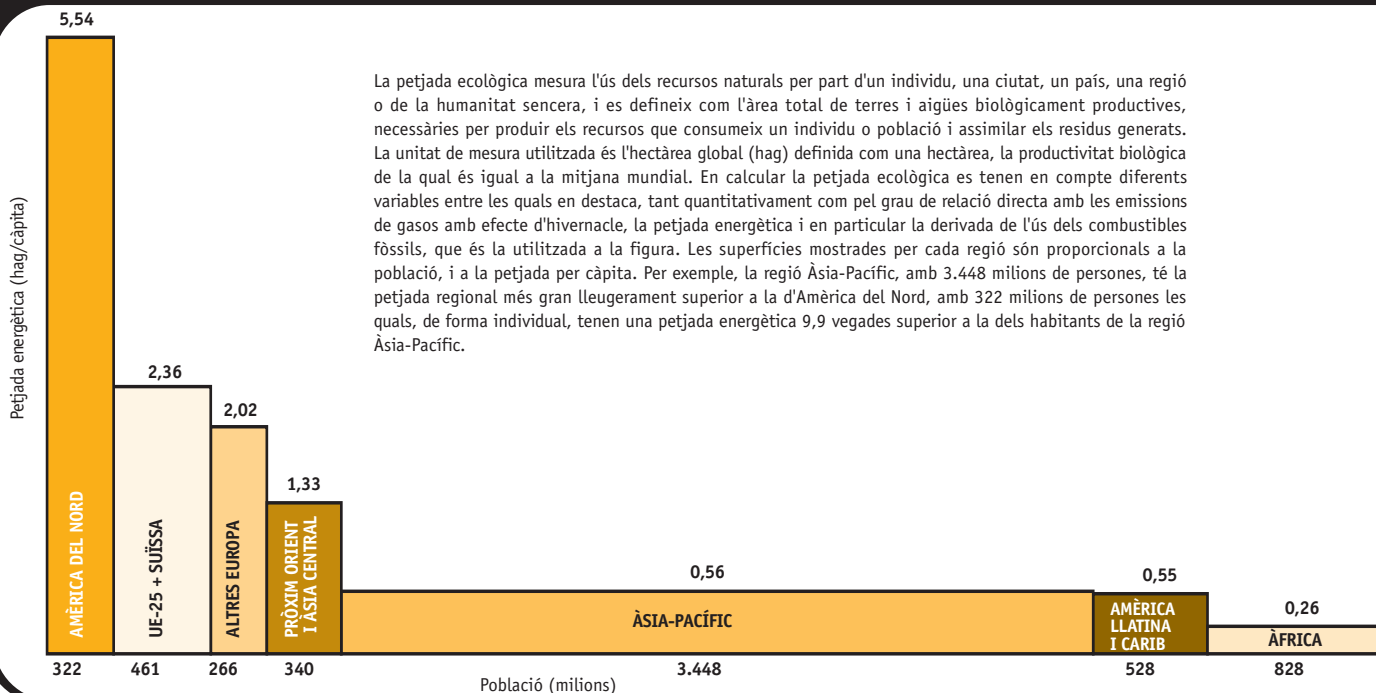 5,54
La petjada ecològica mesura l'ús dels recursos naturals per part d'un individu, una ciutat, un país, una regió
o de la humanitat sencera, i es defineix com l'àrea total de terres i aigües biològicament productives,
necessàries per produir els recursos que consumeix un individu o població i assimilar els residus generats.
La unitat de mesura utilitzada és l'hectàrea global (hag) definida com una hectàrea, la productivitat biològica
de la qual és igual a la mitjana mundial. En calcular la petjada ecològica es tenen en compte diferents
variables entre les quals en destaca, tant quantitativament com pel grau de relació directa amb les emissions
de gasos amb efecte d'hivernacle, la petjada energètica i en particular la derivada de l'ús dels combustibles
fòssils, que és la utilitzada a la figura. Les superfícies mostrades per cada regió són proporcionals a la
població, i a la petjada per càpita. Per exemple, la regió Àsia-Pacífic, amb 3.448 milions de persones, té la
petjada regional més gran lleugerament superior a la d'Amèrica del Nord, amb 322 milions de persones les
quals, de forma individual, tenen una petjada energètica 9,9 vegades superior a la dels habitants de la regió
Àsia-Pacífic.
Petjada energètica (hag/càpita)
2,36
2,02
1,33
0,56
0,55
0,26
AMÈRICA DEL NORD
UE-25 + SUÏSSA
ALTRES EUROPA
PRÒXIM ORIENT
I ÀSIA CENTRAL
ÀSIA-PACÍFIC
AMÈRICA
LLATINA
I CARIB
ÀFRICA
322 461 266 340 3.448 528 828
Població (milions)